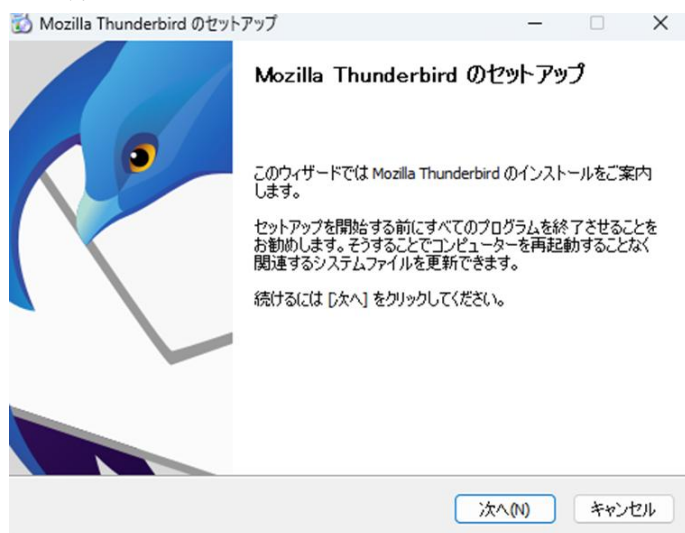 Mozilla Thunderbird のセットアップ
Mozilla Thunderbird のセットアップ
このウィザードでは Mozilla Thunderbird のインストールをご案内
します。
セットアップを開始する前にすべてのプログラムを終了させることを
お勧めします。そうすることでコンピューターを再起動することなく
関連するシステムファイルを更新できます。
続けるには [次へ] をクリックしてください。
次へ(N)
キャンセル